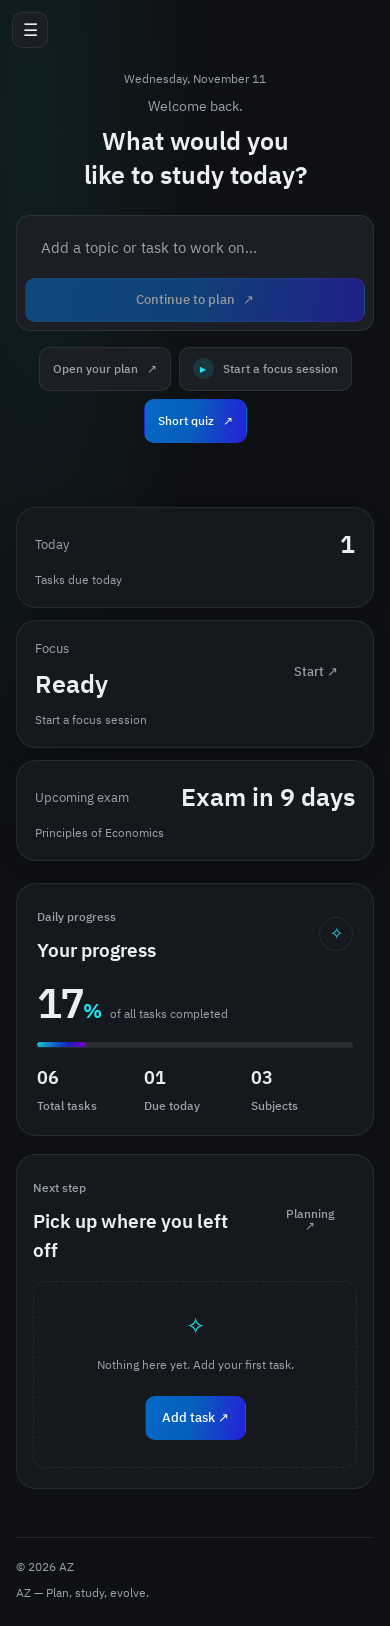 Wednesday, November 11
Welcome back.
What would you
like to study today?
Add a topic or task to work on...
Continue to plan ↗
Open your plan ↗
Start a focus session
Short quiz ↗
Today
1
Tasks due today
Focus
Ready
Start ↗
Start a focus session
Upcoming exam
Exam in 9 days
Principles of Economics
Daily progress
Your progress
17% of all tasks completed
06
01
03
Total tasks
Due today
Subjects
Next step
Pick up where you left
off
Planning
↗
Nothing here yet. Add your first task.
Add task ↗
© 2026 AZ
AZ — Plan, study, evolve.